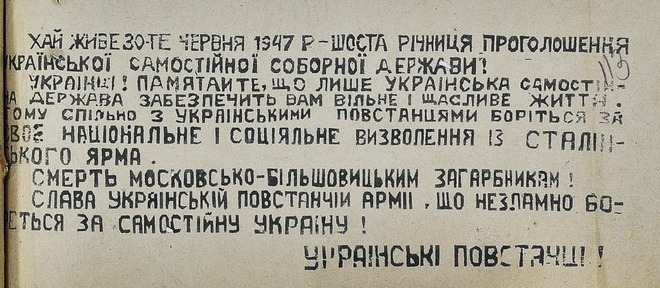 ХАЙ ЖИВЕ 30-ТЕ ЧЕРВНЯ 1947 Р-ШОСТА РІЧНИЦЯ ПРОГОЛОШЕННЯ
УКРАЇНСЬКОЇ САМОСТІЙНОЇ СОБОРНОЇ ДЕРЖАВИ!
119
УКРАЇНЦІ! ПАМЯТАЙТЕ, ЩО ЛИШЕ УКРАЇНСЬКА САМОСТІЙ-
НА ДЕРЖАВА ЗАБЕЗПЕЧИТЬ ВАМ ВІЛЬНЕ І ЩАСЛИВЕ ЖИТТЯ.
ТОМУ СПІЛЬНО З УКРАЇНСЬКИМИ ПОВСТАНЦЯМИ БОРІТЬСЯ ЗА
СВОЄ НАЦІОНАЛЬНЕ І СОЦІЯЛЬНЕ ВИЗВОЛЕННЯ ІЗ СТАЛІН-
СЬКОГО ЯРМА.
СМЕРТЬ МОСКОВСЬКО-БІЛЬШОВИЦЬКИМ ЗАГАРБНИКАМ!
СЛАВА УКРЯІНСЬКІЙ ПОВСТАНЧІЙ АРМІЇ, ЩО НЕЗЛАМНО БО-
РЕТЬСЯ ЗА САМОСТІЙНУ УКРАЇНУ!
УКРАЇНСЬКІ ПОВСТАНЦІ!